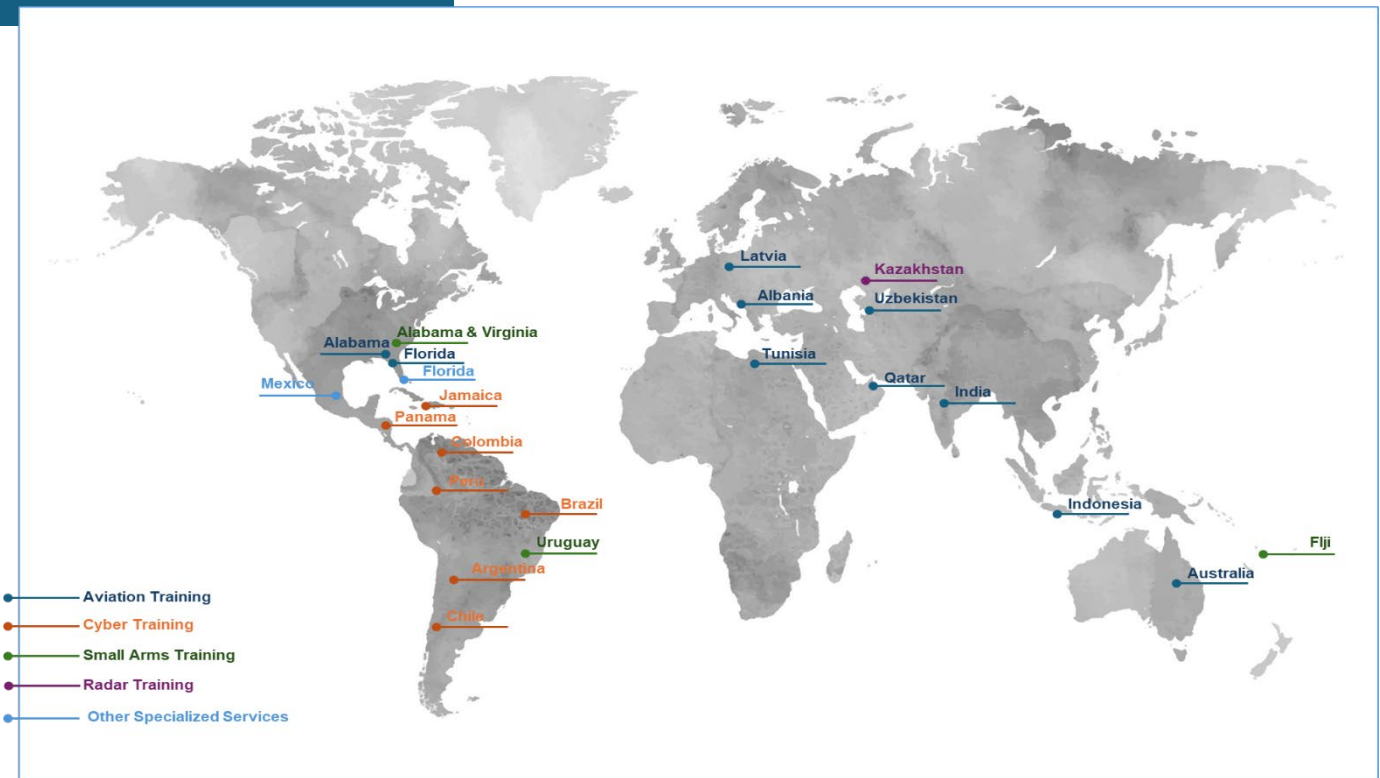 Latvia
Kazakhstan
Albania
Uzbekistan
Alabama & Virginia
Alabama
Florida
Tunisia
Florida
Qatar
Mexico
India
Jamaica
Panama
Colombia
Peru
Brazil
Indonesia
Uruguay
Fiji
Argentina
Australia
Chile
Aviation Training
Cyber Training
Small Arms Training
Radar Training
Other Specialized Services